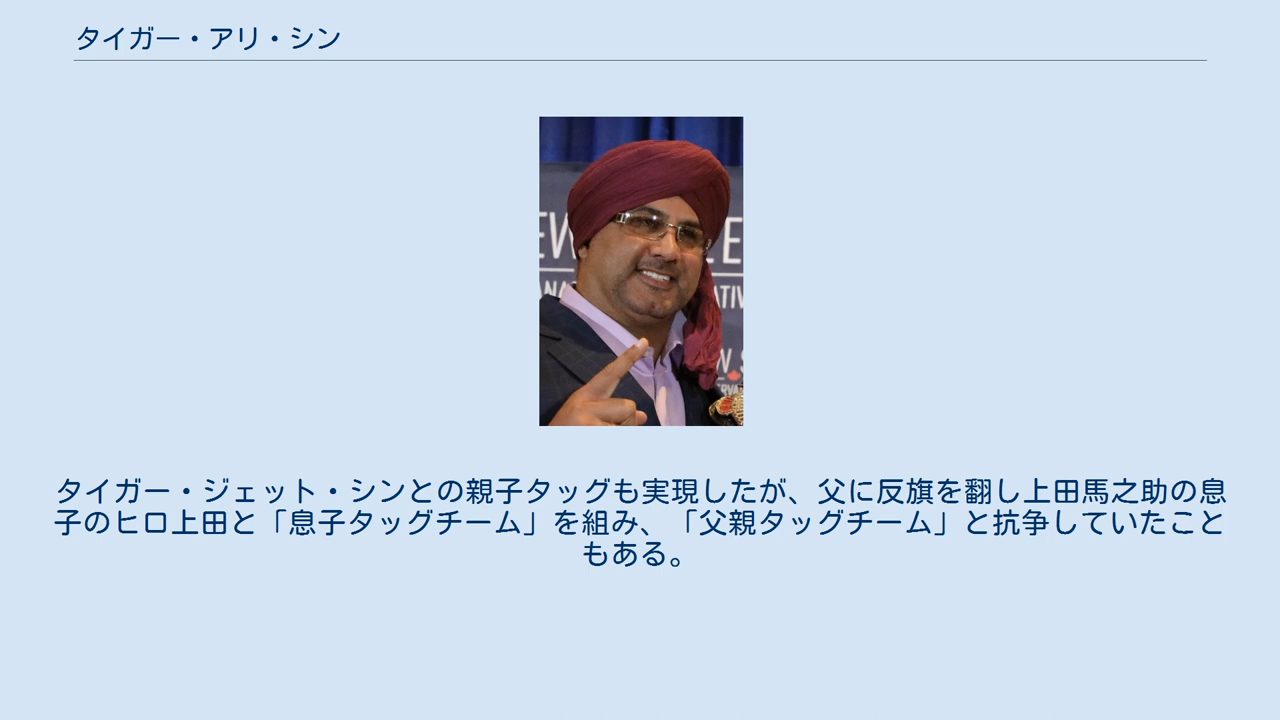 タイガー・アリ・シン
EW
E
ANA
ATIV
N.S
ERVA
タイガー・ジェット・シンとの親子タッグも実現したが、父に反旗を翻し上田馬之助の息
子のヒロ上田と「息子タッグチーム」を組み、「父親タッグチーム」と抗争していたこと
もある。